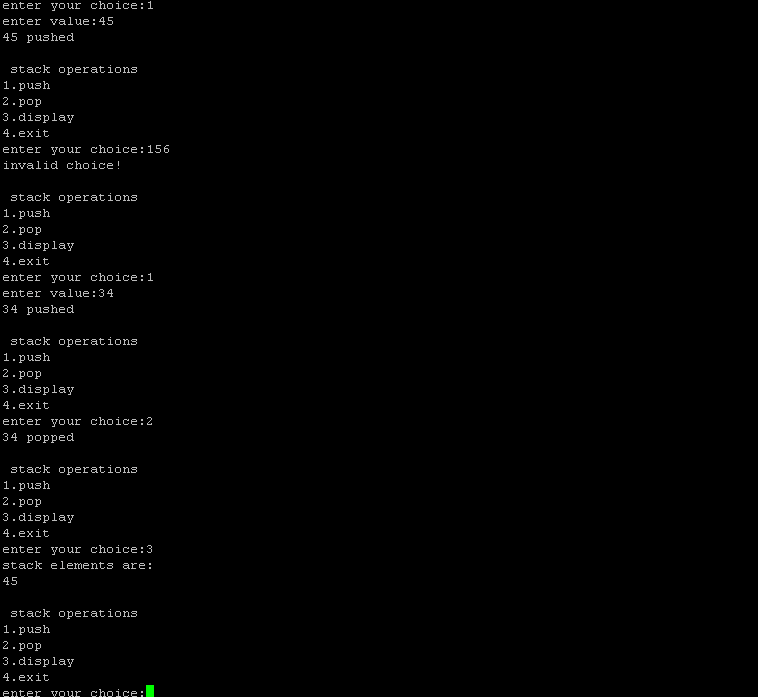 enter your choice:1
enter value:45
45 pushed
stack operations
1.push
2.pop
3.display
4.exit
enter your choice:156
invalid choice!
stack operations
1.push
2.pop
3.display
4.exit
enter your choice:1
enter value:34
34 pushed
stack operations
1.push
2.pop
3.display
4.exit
enter your choice:2
34 popped
stack operations
1.push
2.pop
3.display
4.exit
enter your choice:3
stack elements are:
45
stack operations
1.push
2.pop
3.display
4.exit
enter your choice: